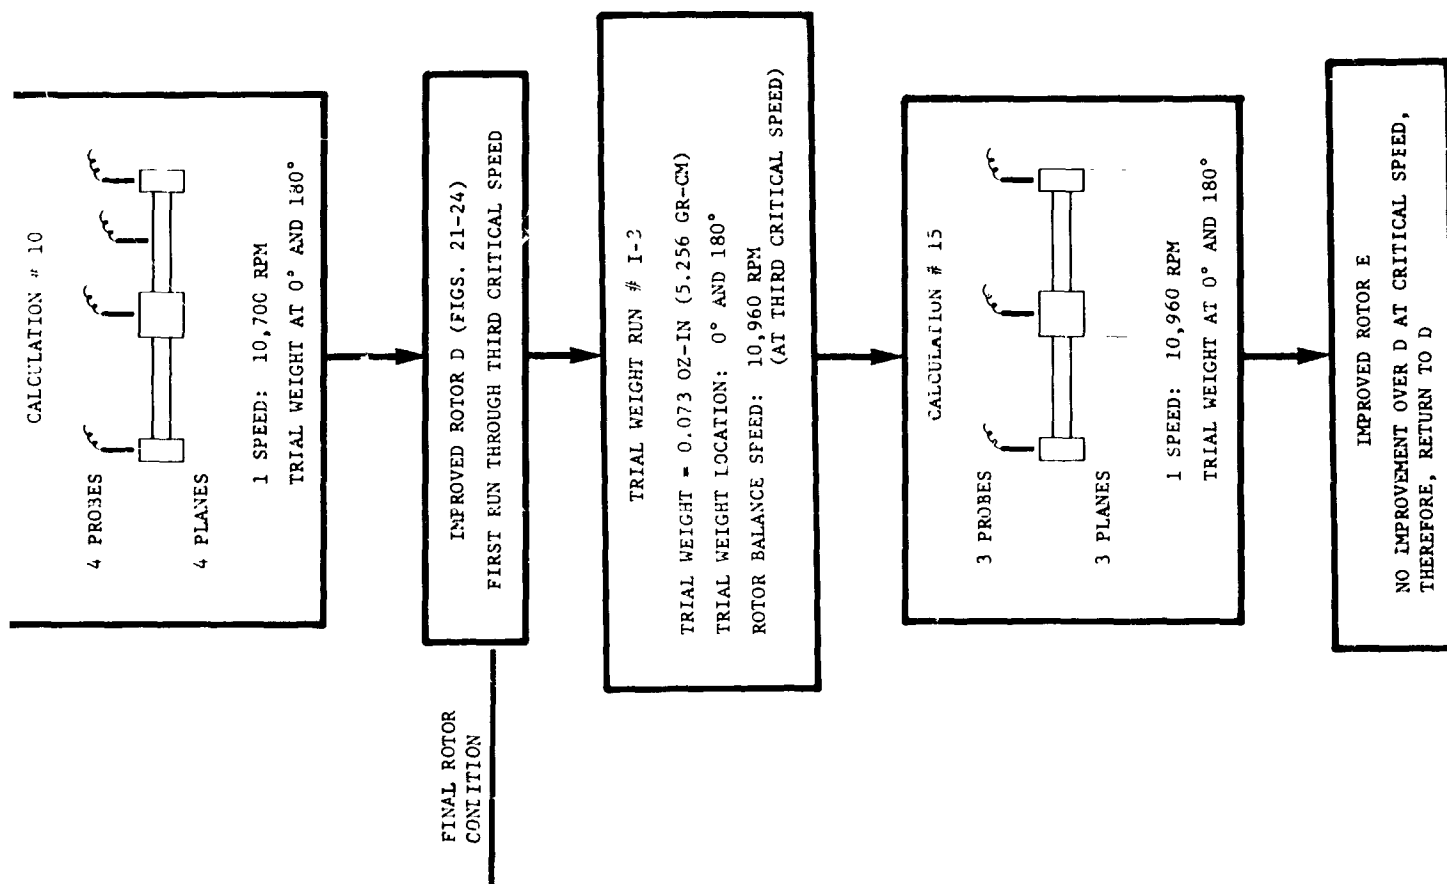 CALCULATION # 10
4 PROBES
4 PLANES
1 SPEED: 10,700 RPM
TRIAL WEIGHT AT 0° AND 180°
IMPROVED ROTOR D (FIGS. 21-24)
FIRST RUN THROUGH THIRD CRITICAL SPEED
FINAL ROTOR
CONDITION
TRIAL WEIGHT RUN # I-3
TRIAL WEIGHT = 0.073 OZ-IN (5.256 GR-CM)
TRIAL WEIGHT LOCATION: 0° AND 180°
ROTOR BALANCE SPEED: 10,960 RPM
(AT THIRD CRITICAL SPEED)
CALCULATION # 15
3 PROBES
3 PLANES
1 SPEED: 10,960 RPM
TRIAL WEIGHT AT 0° AND 180°
IMPROVED ROTOR E
NO IMPROVEMENT OVER D AT CRITICAL SPEED,
THEREFORE, RETURN TO D